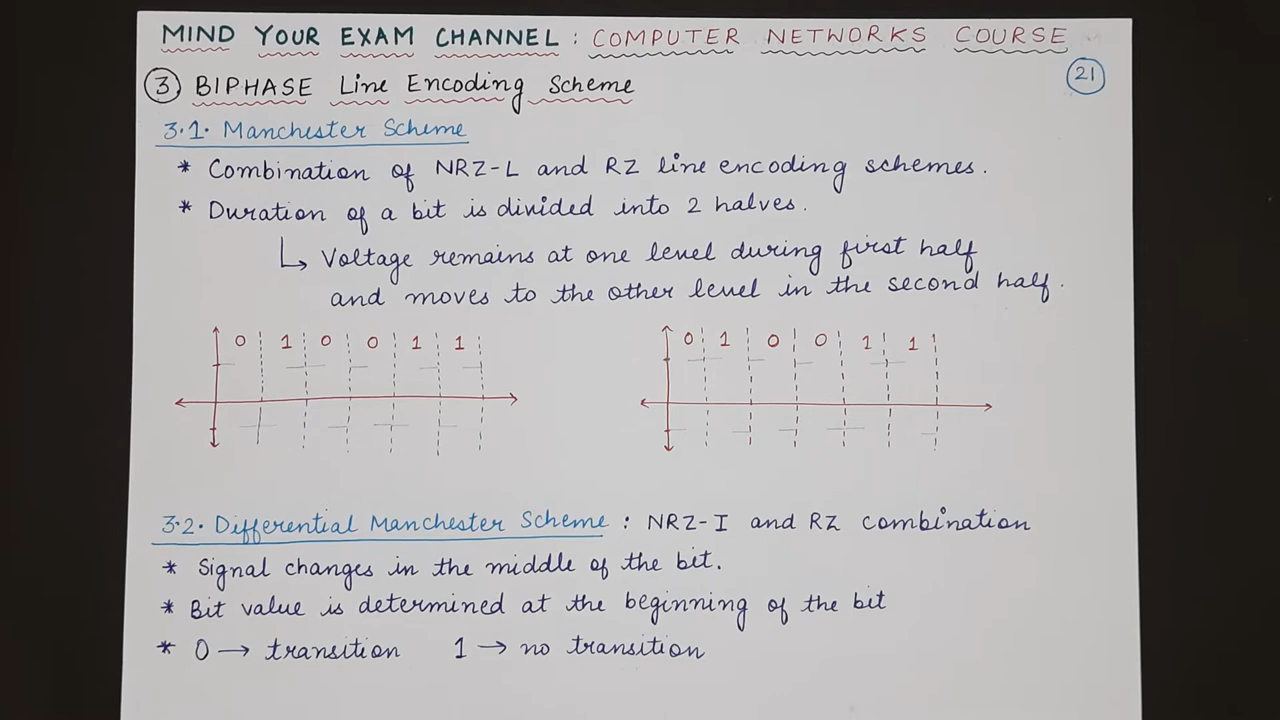 MIND YOUR EXAM CHANNEL : COMPUTER NETWORKS COURSE
21
3 BIPHASE Line Encoding Scheme
3.1. Manchester Scheme
* Combination of NRZ-L and RZ line encoding schemes.
* Duration of a bit is divided into 2 halves.
↳ Voltage remains at one level during first half
and moves to the other level in the second half.
0 1 0 0 1 1
0 1 0 0 1 1
3.2. Differential Manchester Scheme : NRZ-I and RZ combination
* Signal changes in the middle of the bit.
* Bit value is determined at the beginning of the bit
* 0 → transition 1 → no transition